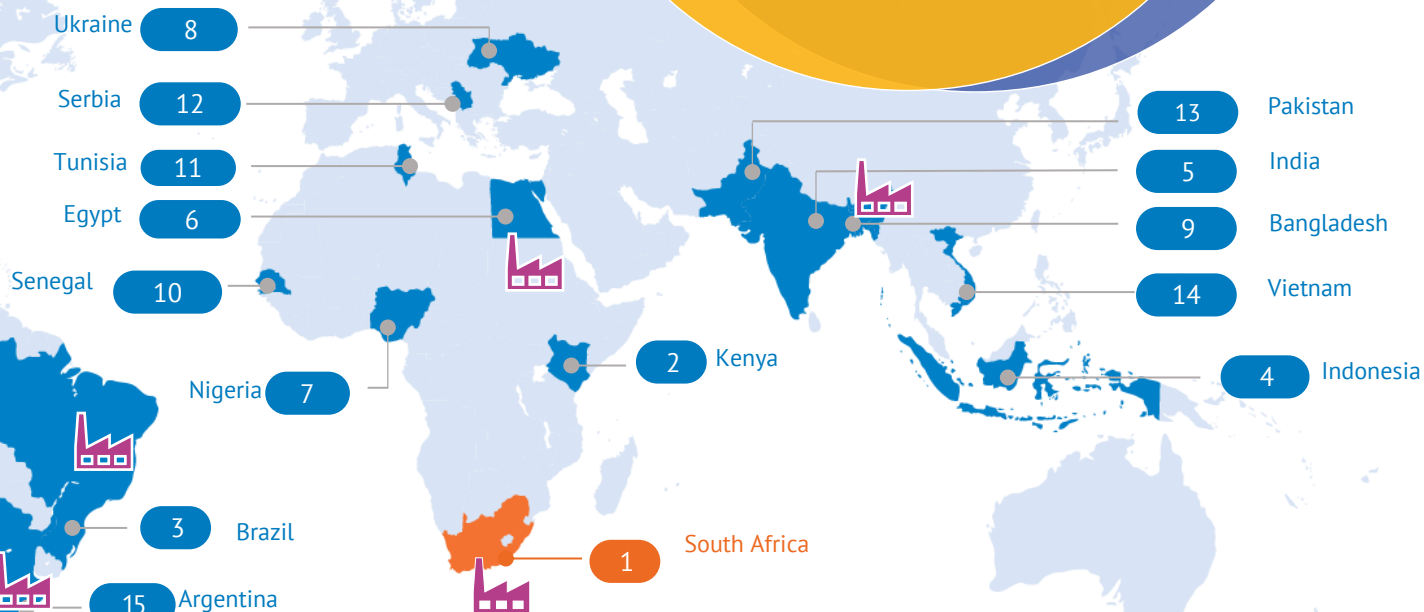 Ukraine 8
Serbia 12
Tunisia 11
Egypt 6
Senegal 10
Nigeria 7
2 Kenya
3 Brazil
15 Argentina
1 South Africa
13 Pakistan
5 India
9 Bangladesh
14 Vietnam
4 Indonesia